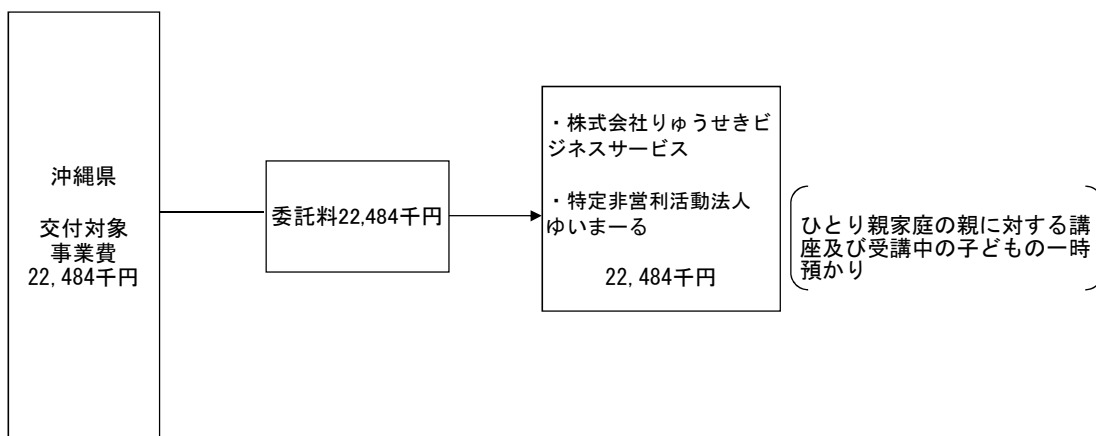 沖縄県
交付対象
事業費
22,484千円
委託料22,484千円
・株式会社りゅうせきビ
ジネスサービス
・特定非営利活動法人
ゆいまーる
22,484千円
ひとり親家庭の親に対する講
座及び受講中の子どもの一時
預かり